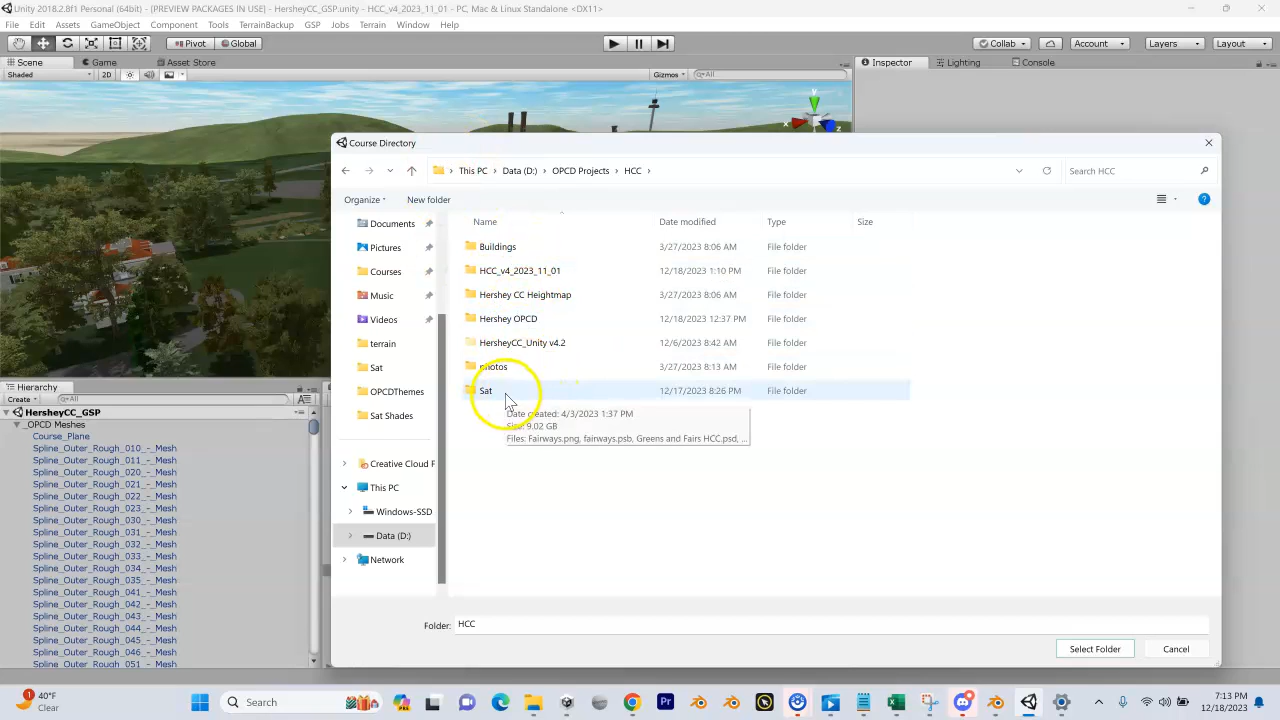 Unity 2018.2.8f1 Personal (64bit) - [PREVIEW PACKAGES IN USE] - HersheyCC_GSP.unity - HCC_v4_2023_11_01 - PC, Mac & Linux Standalone <DX11>
File Edit Assets GameObject Component Tools TerrainBackup GSP Jobs Terrain Window Help
Pivot Global Collab Account Layers Layout
Scene Game Asset Store Inspector Lighting Console
Shaded 2D Gizmos All
y
x
z
Course Directory
This PC > Data (D:) > OPCD Projects > HCC >
Search HCC
Organize New folder
Name Date modified Type Size
Documents
Pictures
Courses
Music
Videos
terrain
Sat
OPCDThemes
Sat Shades
Creative Cloud F
This PC
Windows-SSD
Data (D:)
Network
Buildings 3/27/2023 8:06 AM File folder
HCC_v4_2023_11_01 12/18/2023 1:10 PM File folder
Hershey CC Heightmap 3/27/2023 8:06 AM File folder
Hershey OPCD 12/18/2023 12:37 PM File folder
HersheyCC_Unity v4.2 12/6/2023 8:42 AM File folder
photos 3/27/2023 8:13 AM File folder
Sat 12/17/2023 8:26 PM File folder
Date created: 4/3/2023 1:37 PM
Size: 9.02 GB
Files: Fairways.png, fairways.psb, Greens and Fairs HCC.psd, ...
Folder: HCC
Select Folder Cancel
Hierarchy
Create All
HersheyCC_GSP
_OPCD Meshes
Course_Plane
Spline_Outer_Rough_010_-_Mesh
Spline_Outer_Rough_011_-_Mesh
Spline_Outer_Rough_020_-_Mesh
Spline_Outer_Rough_021_-_Mesh
Spline_Outer_Rough_022_-_Mesh
Spline_Outer_Rough_023_-_Mesh
Spline_Outer_Rough_030_-_Mesh
Spline_Outer_Rough_031_-_Mesh
Spline_Outer_Rough_032_-_Mesh
Spline_Outer_Rough_033_-_Mesh
Spline_Outer_Rough_034_-_Mesh
Spline_Outer_Rough_035_-_Mesh
Spline_Outer_Rough_041_-_Mesh
Spline_Outer_Rough_042_-_Mesh
Spline_Outer_Rough_043_-_Mesh
Spline_Outer_Rough_044_-_Mesh
Spline_Outer_Rough_045_-_Mesh
Spline_Outer_Rough_046_-_Mesh
Spline_Outer_Rough_051_-_Mesh
40°F
Clear
Search
Pr
7:13 PM
12/18/2023